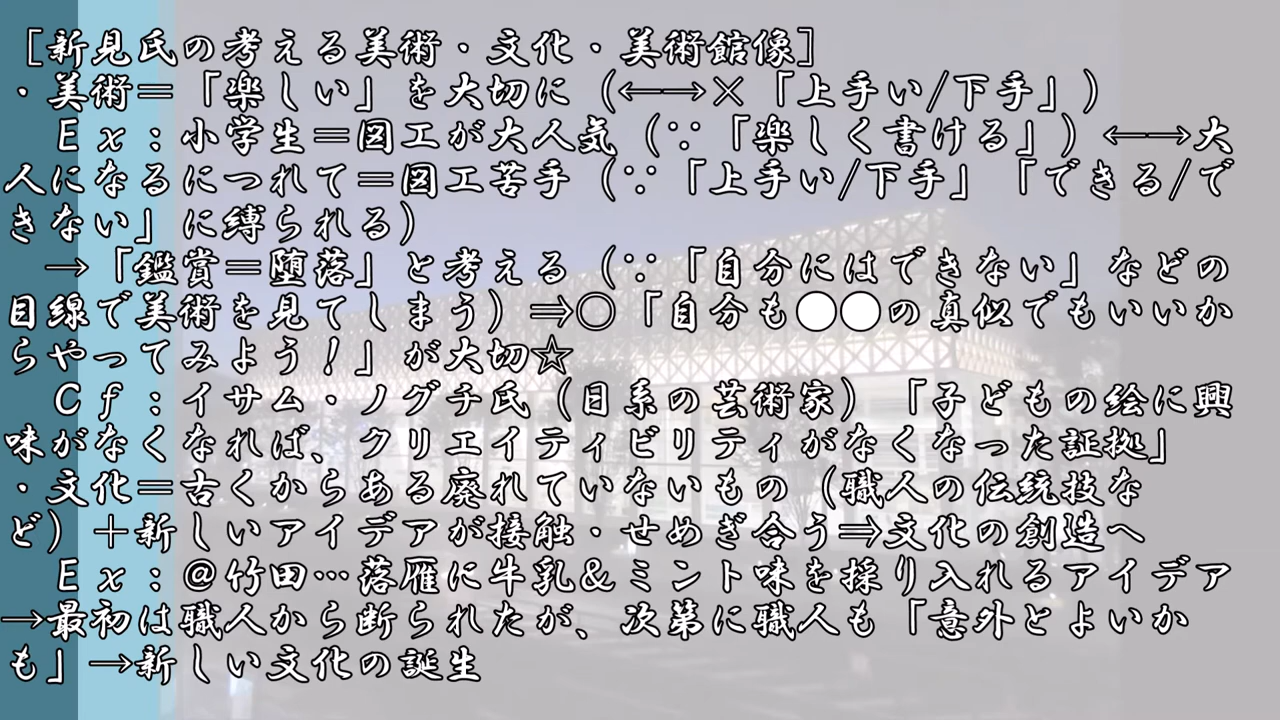 ［新見氏の考える美術・文化・美術館像］
・美術＝「楽しい」を大切に（⟷×「上手い/下手」）
Ｅｘ：小学生＝図工が大人気（∵「楽しく書ける」）⟷大
人になるにつれて＝図工苦手（∵「上手い/下手」「できる/で
きない」に縛られる）
→「鑑賞＝堕落」と考える（∵「自分にはできない」などの
目線で美術を見てしまう）⇒○「自分も●●の真似でもいいか
らやってみよう！」が大切☆
Ｃｆ：イサム・ノグチ氏（日系の芸術家）「子どもの絵に興
味がなくなれば、クリエイティビリティがなくなった証拠」
・文化＝古くからある廃れていないもの（職人の伝統技な
ど）＋新しいアイデアが接触・せめぎ合う⇒文化の創造へ
Ｅｘ：＠竹田…落雁に牛乳&ミント味を採り入れるアイデア
→最初は職人から断られたが、次第に職人も「意外とよいか
も」→新しい文化の誕生